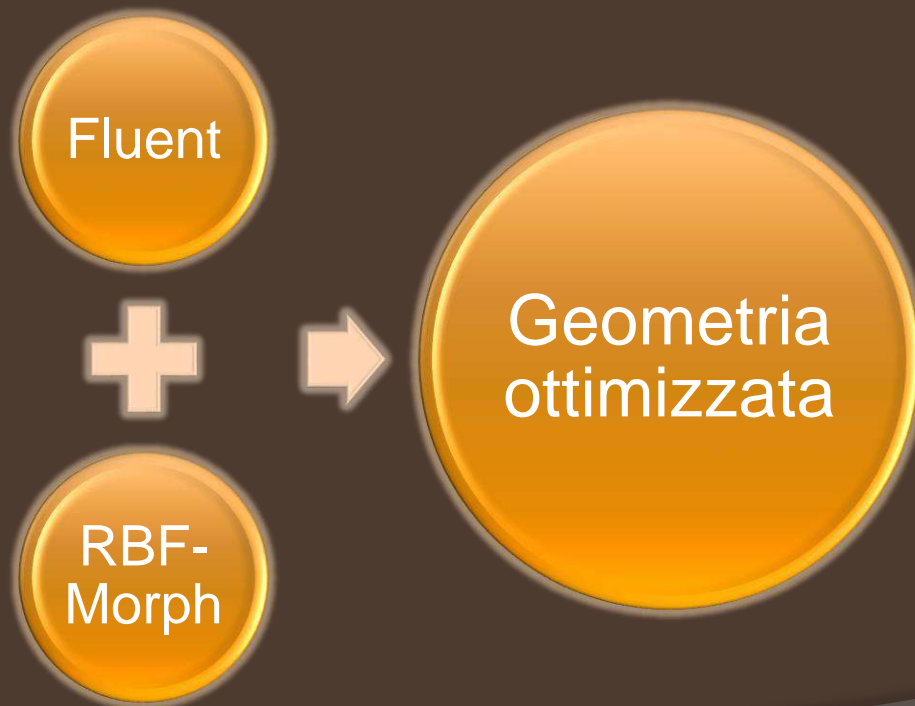 Fluent
RBF-
Morph
Geometria
ottimizzata